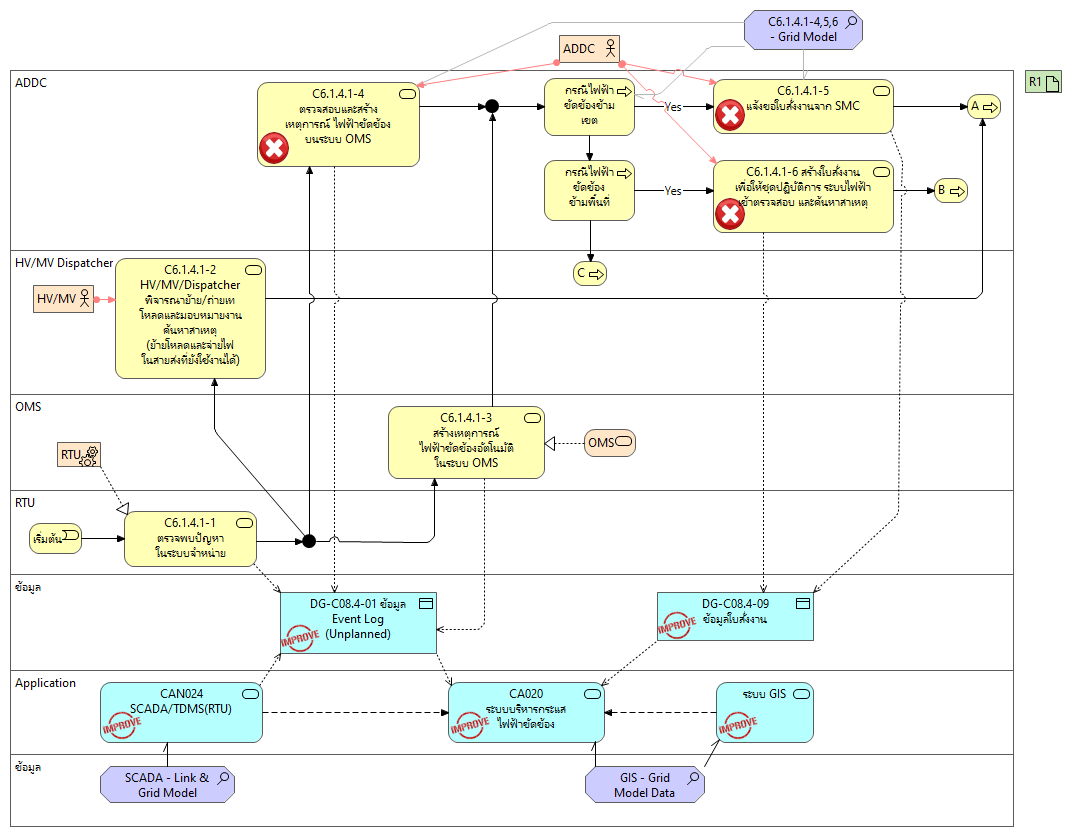 C6.1.4.1-4,5,6
- Grid Model
ADDC
R1
ADDC
C6.1.4.1-4
ตรวจสอบและสร้าง
เหตุการณ์ ไฟฟ้าขัดข้อง
บนระบบ OMS
กรณีไฟฟ้า
ขัดข้องข้าม
เขต
Yes
C6.1.4.1-5
แจ้งขอใบสั่งงานจาก SMC
A
กรณีไฟฟ้า
ขัดข้อง
ข้ามพื้นที่
Yes
C6.1.4.1-6 สร้างใบสั่งงาน
เพื่อให้ชุดปฏิบัติการ ระบบไฟฟ้า
เข้าตรวจสอบ และค้นหาสาเหตุ
B
HV/MV Dispatcher
C
HV/MV
C6.1.4.1-2
HV/MV/Dispatcher
พิจารณาย้าย/ถ่ายเท
โหลดและมอบหมายงาน
ค้นหาสาเหตุ
(ย้ายโหลดและจ่ายไฟ
ในสายส่งที่ยังใช้งานได้)
OMS
C6.1.4.1-3
สร้างเหตุการณ์
ไฟฟ้าขัดข้องอัตโนมัติ
ในระบบ OMS
OMS
RTU
RTU
เริ่มต้น
C6.1.4.1-1
ตรวจพบปัญหา
ในระบบจำหน่าย
ข้อมูล
DG-C08.4-01 ข้อมูล
Event Log
(Unplanned)
IMPROVE
DG-C08.4-09
ข้อมูลใบสั่งงาน
IMPROVE
Application
CAN024
SCADA/TDMS(RTU)
IMPROVE
CA020
ระบบบริหารกระแส
ไฟฟ้าขัดข้อง
IMPROVE
ระบบ GIS
IMPROVE
ข้อมูล
SCADA - Link &
Grid Model
GIS - Grid
Model Data